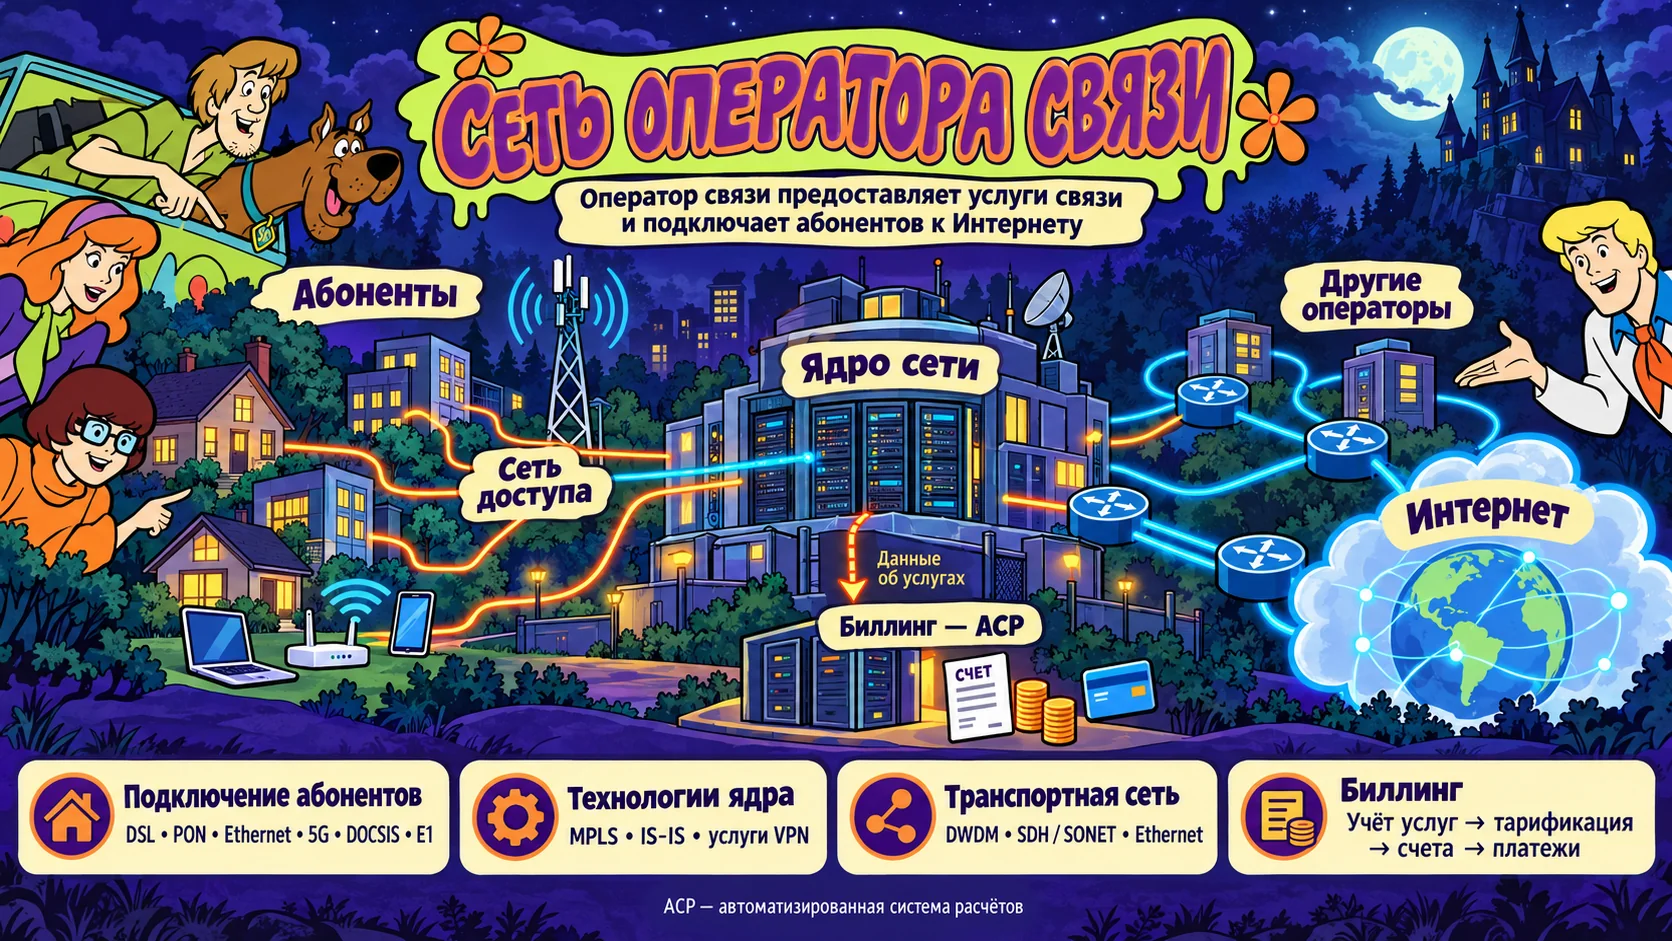 СЕТЬ ОПЕРАТОРА СВЯЗИ
Оператор связи предоставляет услуги связи
и подключает абонентов к Интернету
Абоненты
Другие
операторы
Ядро сети
Сеть
доступа
Интернет
Данные
об услугах
Биллинг — АСР
СЧЕТ
Подключение абонентов
DSL • PON • Ethernet • 5G • DOCSIS • E1
Технологии ядра
MPLS • IS-IS • услуги VPN
Транспортная сеть
DWDM • SDH / SONET • Ethernet
Биллинг
Учёт услуг → тарификация
→ счета → платежи
АСР — автоматизированная система расчётов